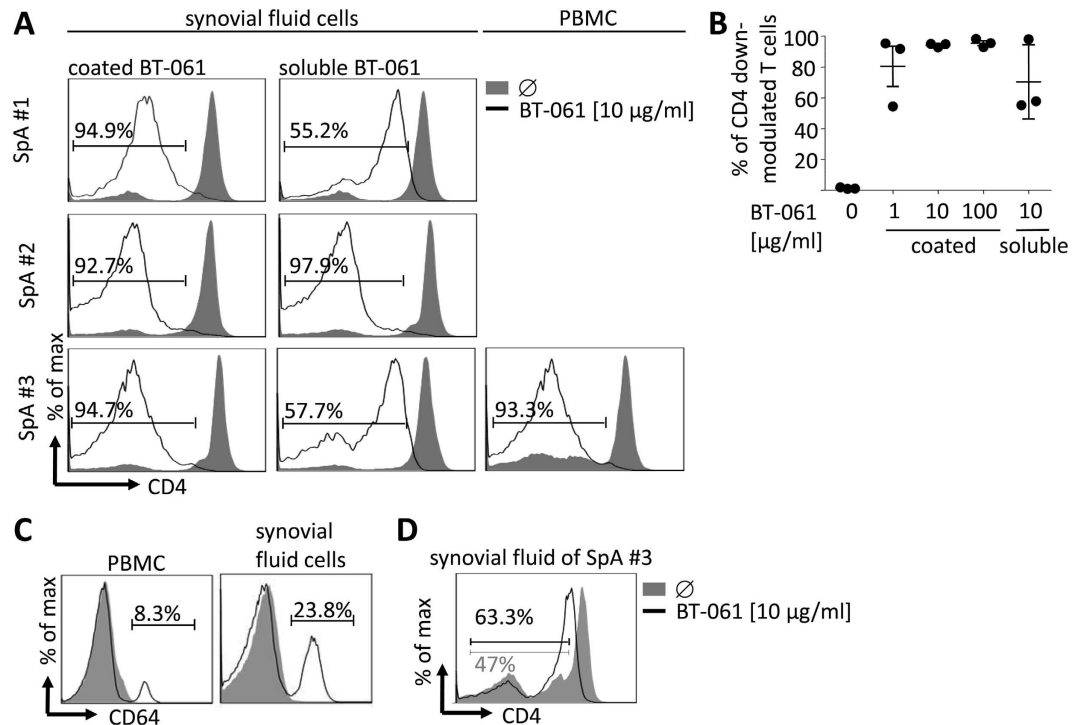 A
synovial fluid cells
PBMC
coated BT-061
soluble BT-061
∅
BT-061 [10 µg/ml]
SpA #1
94.9%
55.2%
SpA #2
92.7%
97.9%
SpA #3
% of max
94.7%
57.7%
93.3%
CD4
B
% of CD4 down-
modulated T cells
100
80
60
40
20
BT-061
[µg/ml]
0
1
10
100
10
coated
soluble
C
PBMC
synovial
fluid cells
% of max
8.3%
23.8%
CD64
D
synovial fluid of SpA #3
∅
BT-061 [10 µg/ml]
% of max
63.3%
47%
CD4